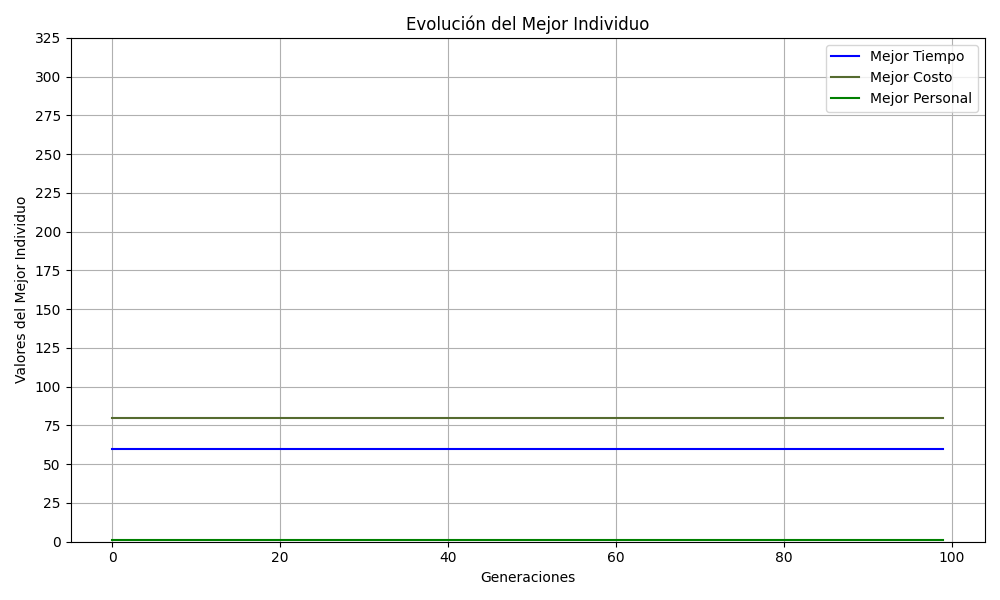 Evolución del Mejor Individuo
Mejor Tiempo
Mejor Costo
Mejor Personal
Valores del Mejor Individuo
325
300
275
250
225
200
175
150
125
100
75
50
25
0
0 20 40 60 80 100
Generaciones